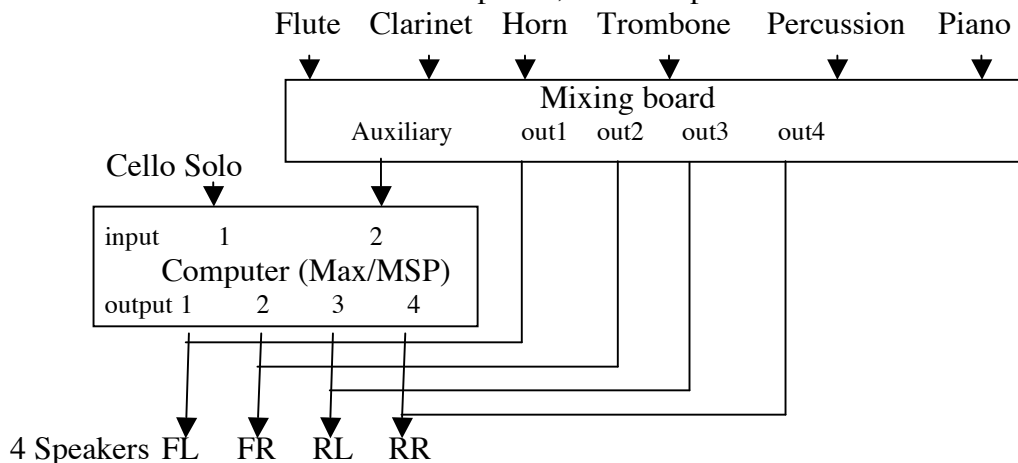 Flute Clarinet Horn Trombone Percussion Piano
Mixing board
Auxiliary out1 out2 out3 out4
Cello Solo
input 1 2
Computer (Max/MSP)
output 1 2 3 4
4 Speakers FL FR RL RR